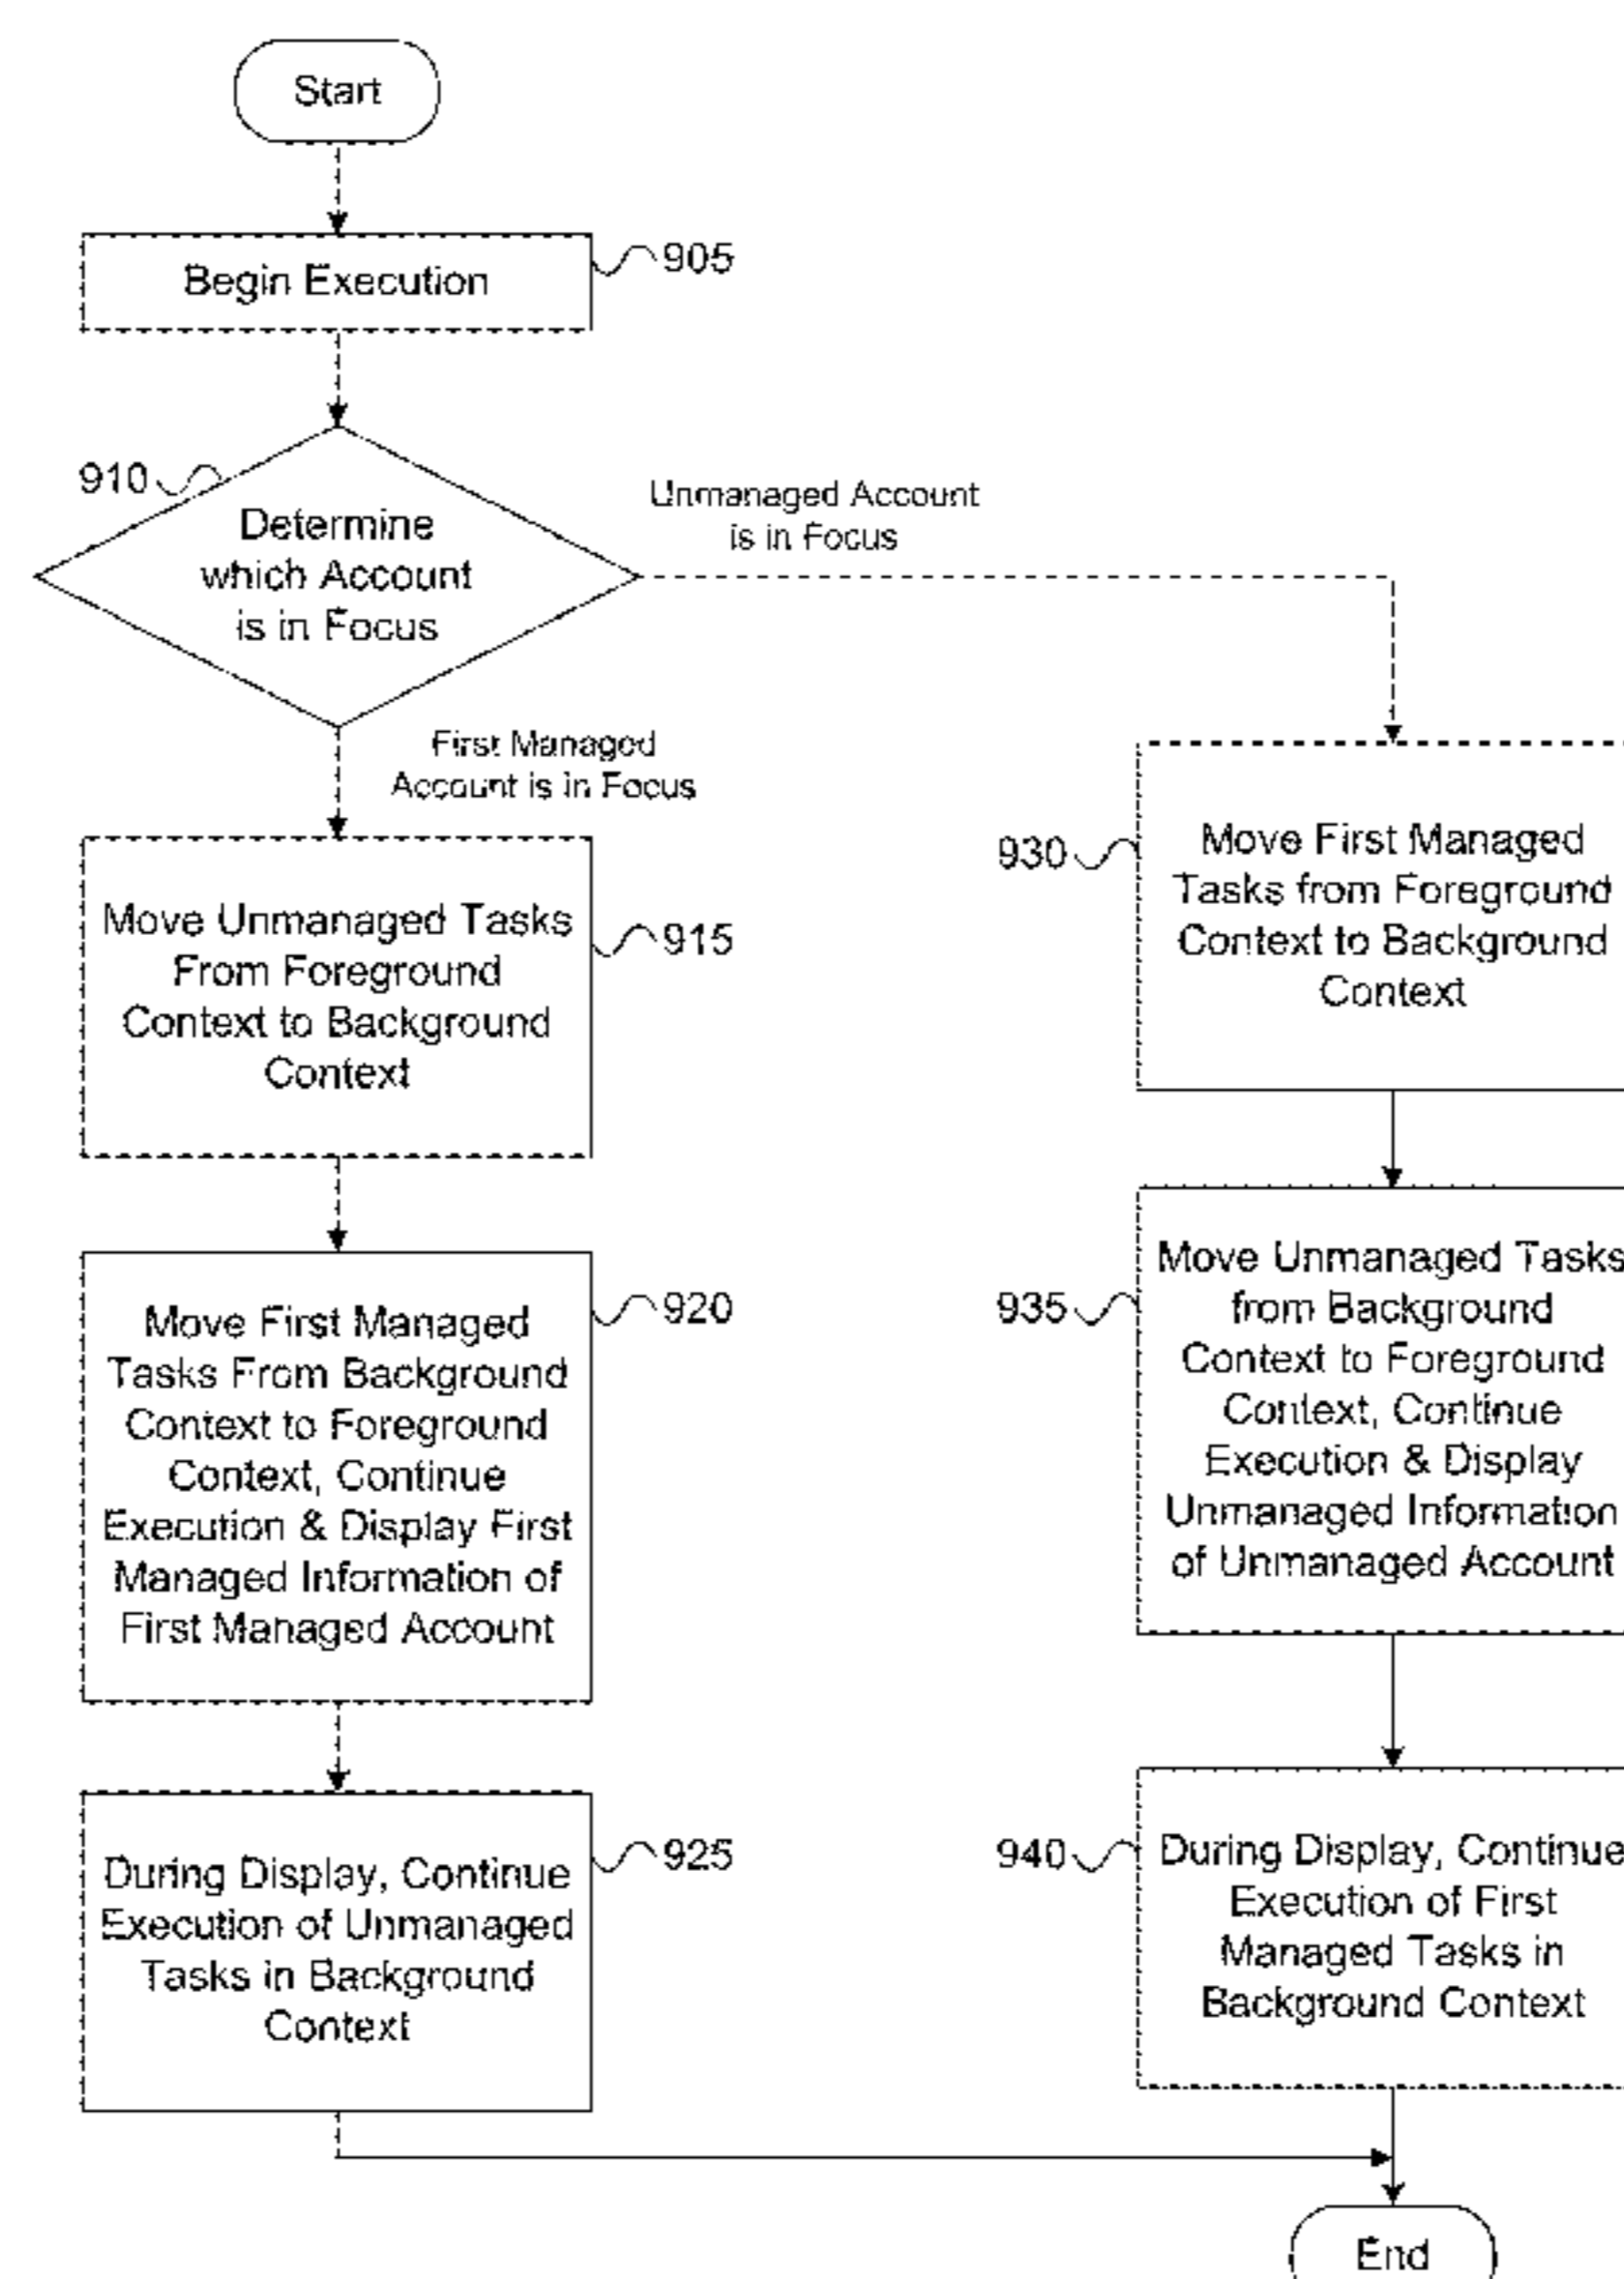 Start
Begin Execution
905
910
Determine
which Account
is in Focus
Unmanaged Account
is in Focus
First Managed
Account is in Focus
Move Unmanaged Tasks
From Foreground
Context to Background
Context
915
Move First Managed
Tasks From Background
Context to Foreground
Context, Continue
Execution & Display First
Managed Information of
First Managed Account
920
During Display, Continue
Execution of Unmanaged
Tasks in Background
Context
925
930
Move First Managed
Tasks from Foreground
Context to Background
Context
935
Move Unmanaged Tasks
from Background
Context to Foreground
Context, Continue
Execution & Display
Unmanaged Information
of Unmanaged Account
940
During Display, Continue
Execution of First
Managed Tasks in
Background Context
End